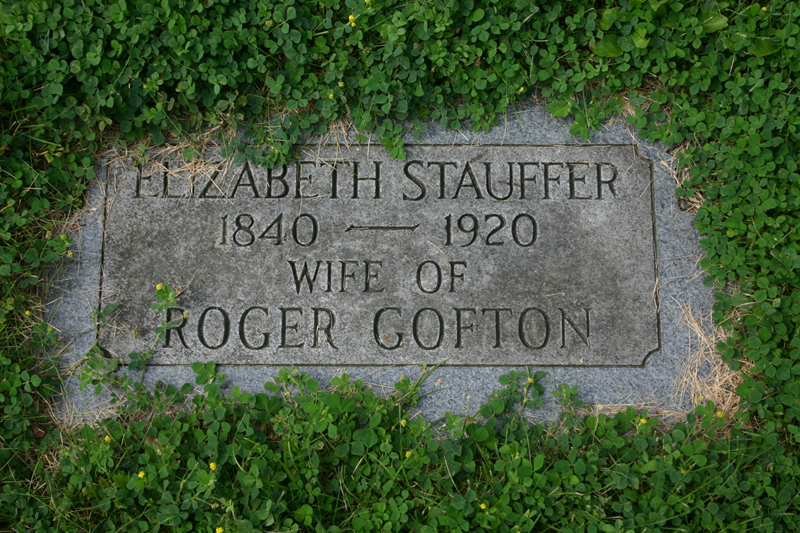 ELIZABETH STAUFFER
1840 — 1920
WIFE OF
ROGER GOFTON